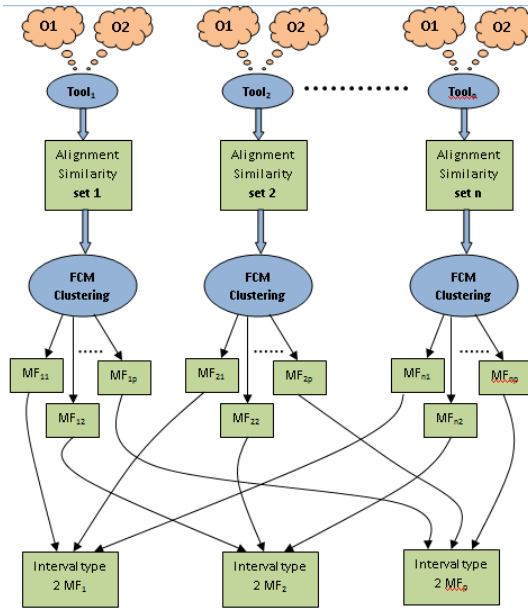 O1 O2 O1 O2 O1 O2
Tool₁ Tool₂ ............... Toolₙ
Alignment Alignment Alignment
Similarity Similarity Similarity
set 1 set 2 set n
FCM FCM FCM
Clustering Clustering Clustering
..... ...... ......
MF₁₁ MF₁ₚ MF₂₁ MF₂ₚ MFₙ₁ MFₙₚ
MF₁₂ MF₂₂ MFₙ₂
Interval type Interval type Interval type
2 MF₁ 2 MF₂ 2 MFₚ